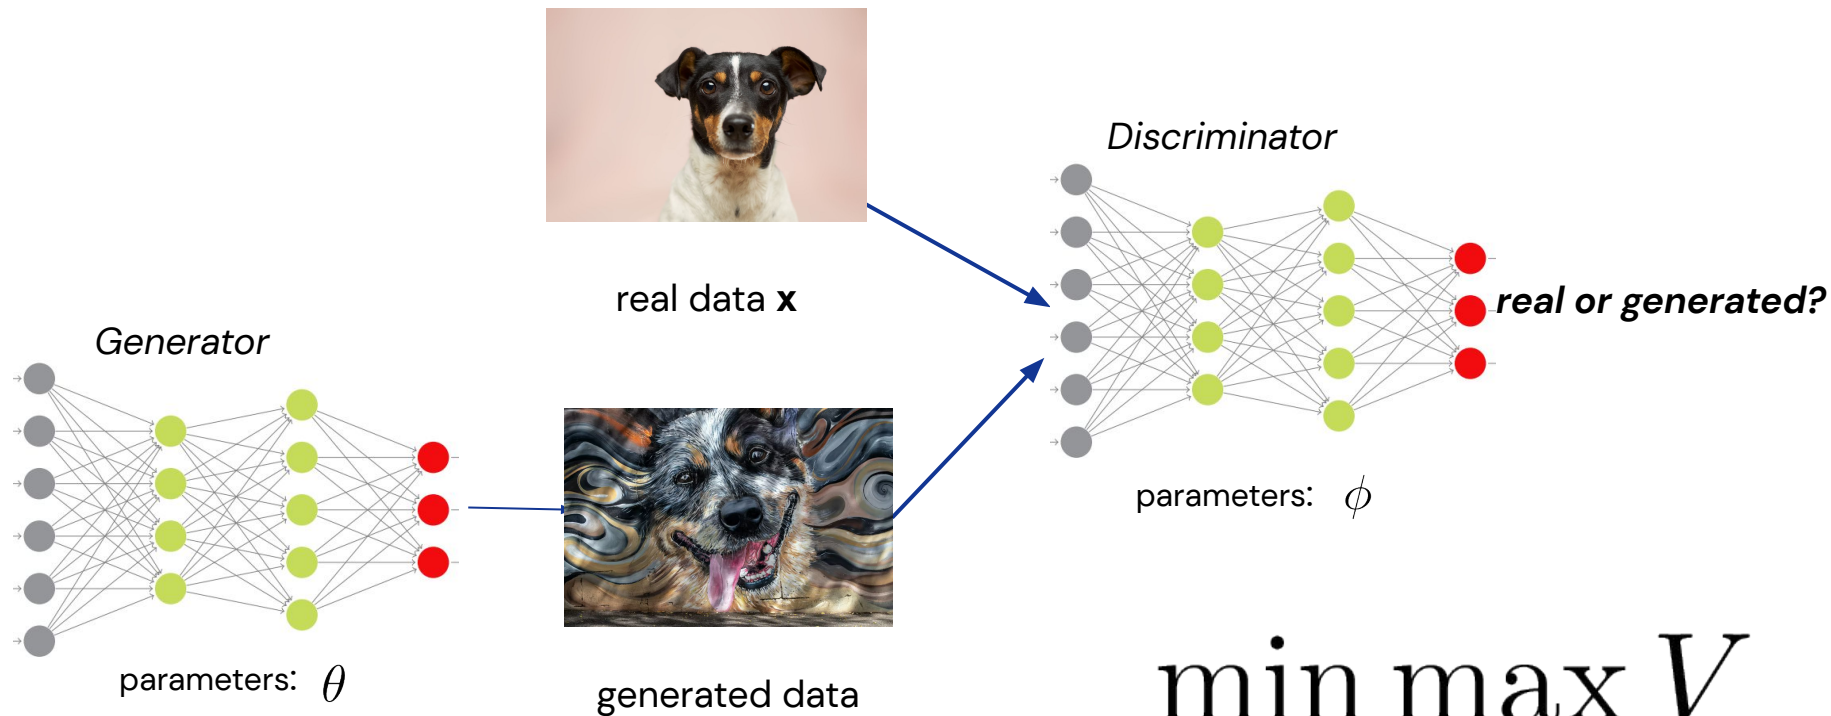 Discriminator
real data x
real or generated?
Generator
parameters: ϕ
parameters: θ
generated data
min max V